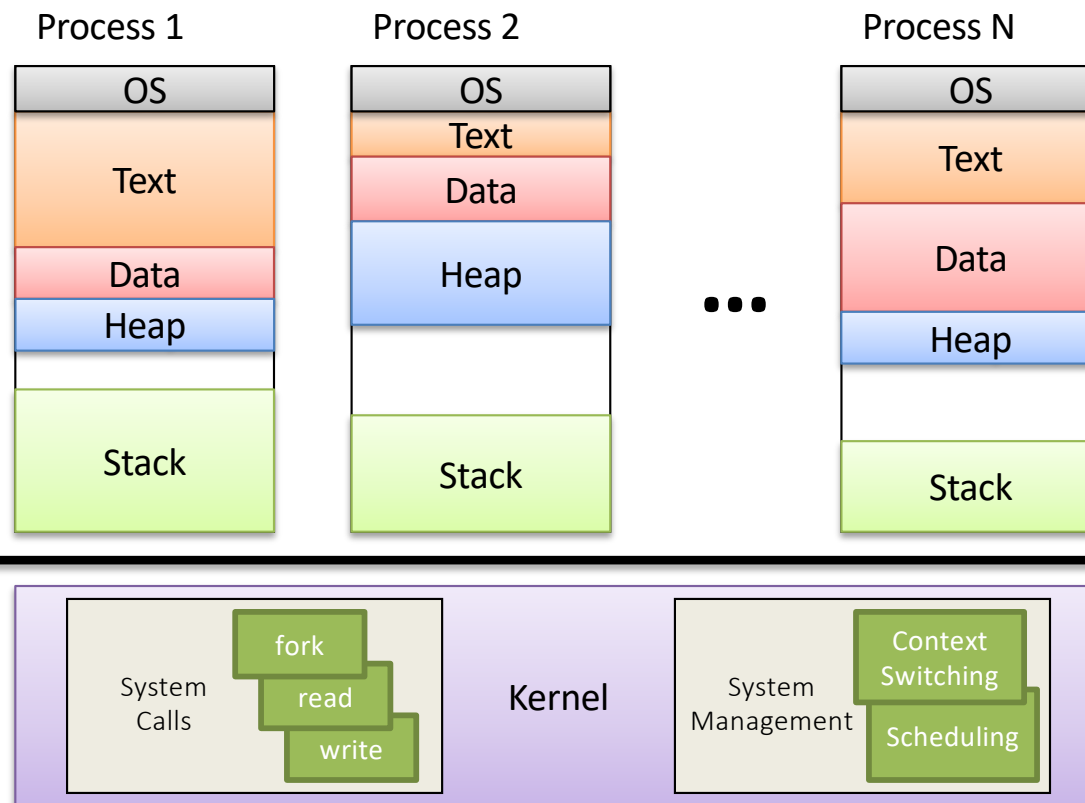 Process 1
Process 2
Process N
OS
Text
Data
Heap
Stack
OS
Text
Data
Heap
Stack
...
OS
Text
Data
Heap
Stack
System
Calls
fork
read
write
Kernel
System
Management
Context
Switching
Scheduling